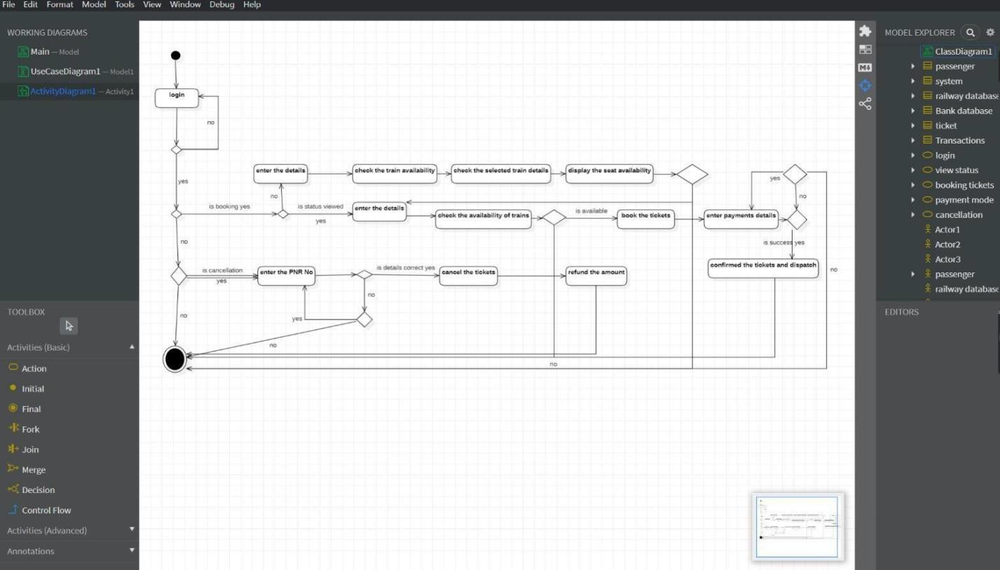 File Edit Format Model Tools View Window Debug Help
WORKING DIAGRAMS
Main — Model
UseCaseDiagram1 — Model1
ActivityDiagram1 — Activity1
TOOLBOX
Activities (Basic)
Action
Initial
Final
Fork
Join
Merge
Decision
Control Flow
Activities (Advanced)
Annotations
login
no
yes
enter the details
check the train availability
check the selected train details
display the seat availability
yes
no
no
is booking yes
is status viewed
yes
enter the details
check the availability of trains
is available
book the tickets
enter payments details
no
is success yes
confirmed the tickets and dispatch
no
is cancellation
yes
enter the PNR No
is details correct yes
cancel the tickets
refund the amount
no
no
yes
no
no
MODEL EXPLORER
ClassDiagram1
passenger
system
railway database
Bank database
ticket
Transactions
login
view status
booking tickets
payment mode
cancellation
Actor1
Actor2
Actor3
passenger
railway database
EDITORS